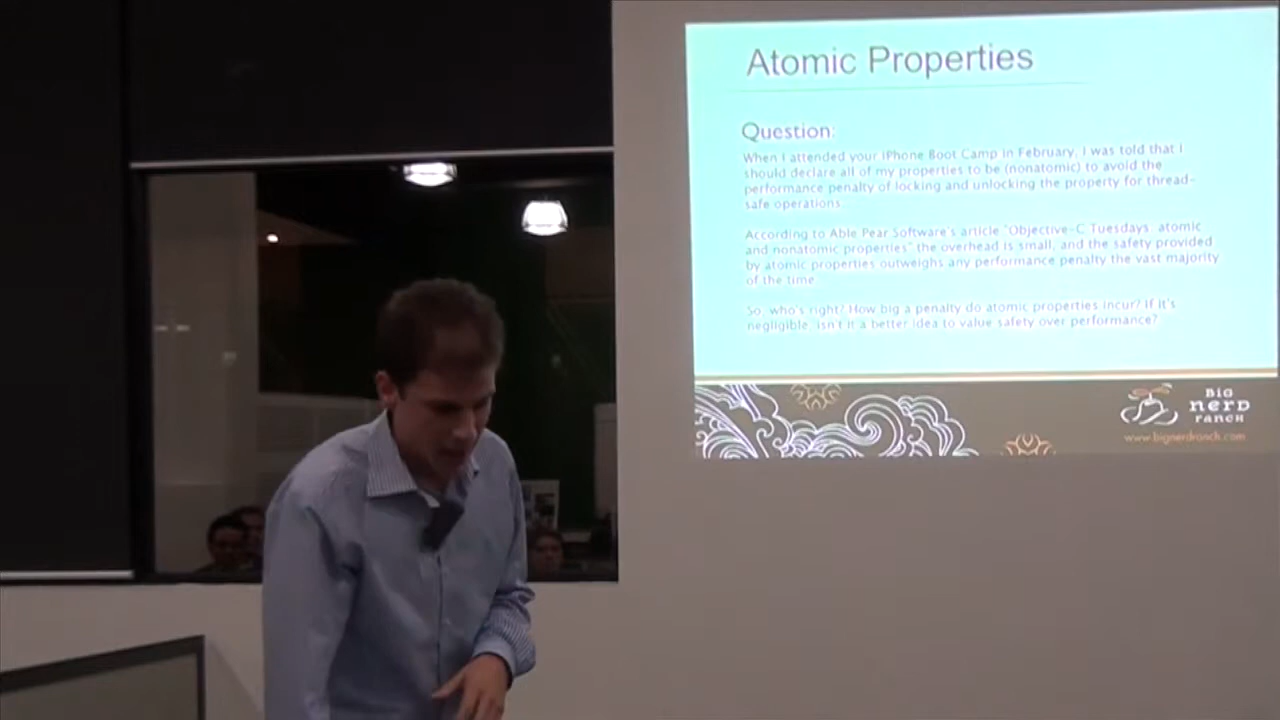 Atomic Properties
Question:
When I attended your iPhone Boot Camp in February, I was told that I
should declare all of my properties to be (nonatomic) to avoid the
performance penalty of locking and unlocking the property for thread-
safe operations.
According to Able Pear Software's article "Objective-C Tuesdays: atomic
and nonatomic properties" the overhead is small, and the safety provided
by atomic properties outweighs any performance penalty the vast majority
of the time.
So, who's right? How big a penalty do atomic properties incur? If it's
negligible, isn't it a better idea to value safety over performance?
BIG
NERD
RANCH
www.bignerdranch.com